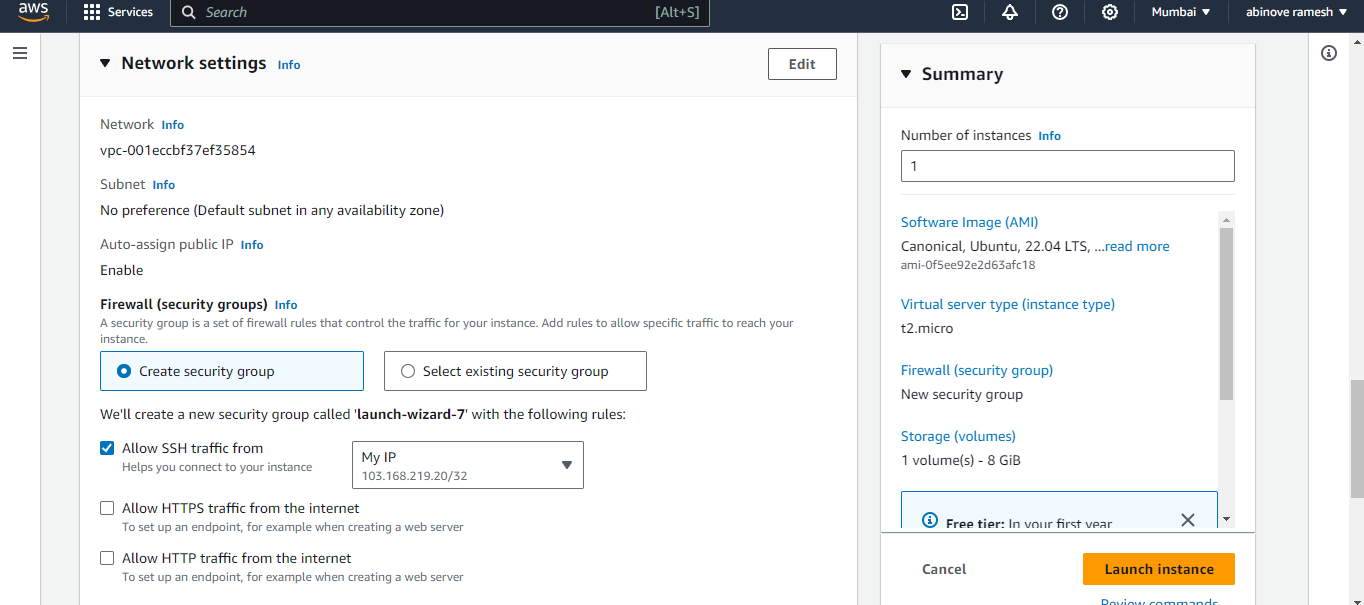 aws
Services
Search
[Alt+S]
Mumbai
abinove ramesh
Network settings Info
Edit
Network Info
vpc-001eccbf37ef35854
Subnet Info
No preference (Default subnet in any availability zone)
Auto-assign public IP Info
Enable
Firewall (security groups) Info
A security group is a set of firewall rules that control the traffic for your instance. Add rules to allow specific traffic to reach your
instance.
Create security group
Select existing security group
We'll create a new security group called 'launch-wizard-7' with the following rules:
Allow SSH traffic from
Helps you connect to your instance
My IP
103.168.219.20/32
Allow HTTPS traffic from the internet
To set up an endpoint, for example when creating a web server
Allow HTTP traffic from the internet
To set up an endpoint, for example when creating a web server
Summary
Number of instances Info
1
Software Image (AMI)
Canonical, Ubuntu, 22.04 LTS, ...read more
ami-0f5ee92e2d63afc18
Virtual server type (instance type)
t2.micro
Firewall (security group)
New security group
Storage (volumes)
1 volume(s) - 8 GiB
Free tier: In your first year
Cancel
Launch instance
Review commands